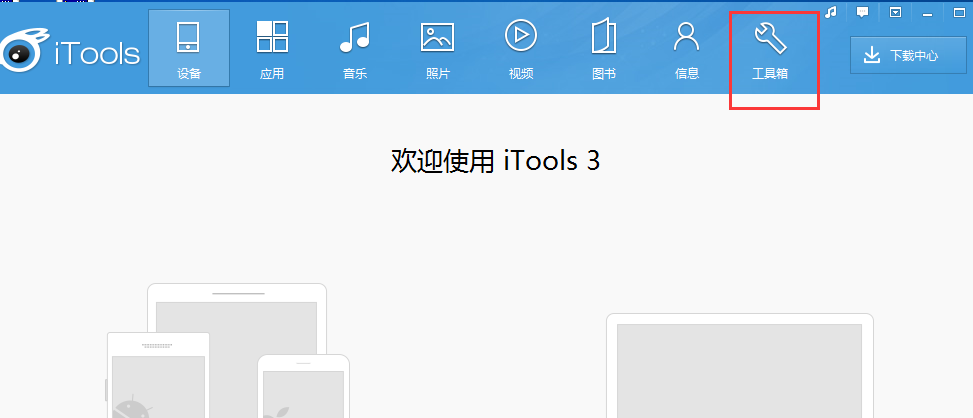 iTools
设备
应用
音乐
照片
视频
图书
信息
工具箱
下载中心
欢迎使用 iTools 3